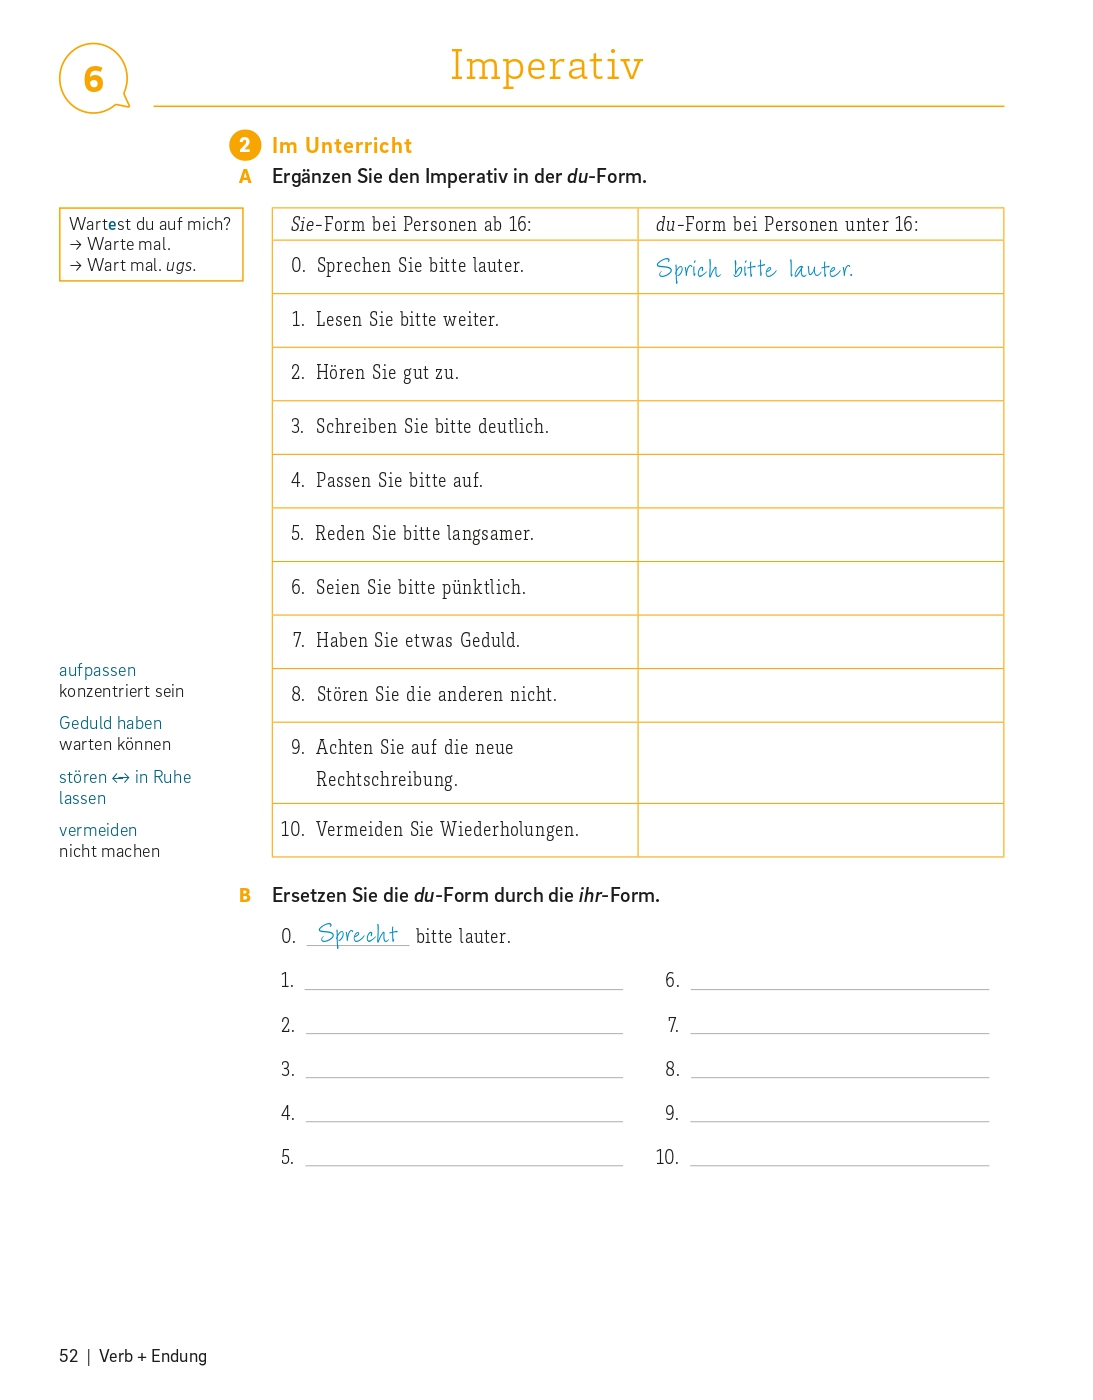 6
Imperativ
2 Im Unterricht
A Ergänzen Sie den Imperativ in der du-Form.
Wartest du auf mich?
→ Warte mal.
→ Wart mal. ugs.
Sie-Form bei Personen ab 16: du-Form bei Personen unter 16:
0. Sprechen Sie bitte lauter. Sprich bitte lauter.
1. Lesen Sie bitte weiter.
2. Hören Sie gut zu.
3. Schreiben Sie bitte deutlich.
4. Passen Sie bitte auf.
5. Reden Sie bitte langsamer.
6. Seien Sie bitte pünktlich.
7. Haben Sie etwas Geduld.
8. Stören Sie die anderen nicht.
9. Achten Sie auf die neue
Rechtschreibung.
10. Vermeiden Sie Wiederholungen.
aufpassen
konzentriert sein
Geduld haben
warten können
stören ↔ in Ruhe
lassen
vermeiden
nicht machen
B Ersetzen Sie die du-Form durch die ihr-Form.
0. Sprecht bitte lauter.
1. 6.
2. 7.
3. 8.
4. 9.
5. 10.
52 | Verb + Endung